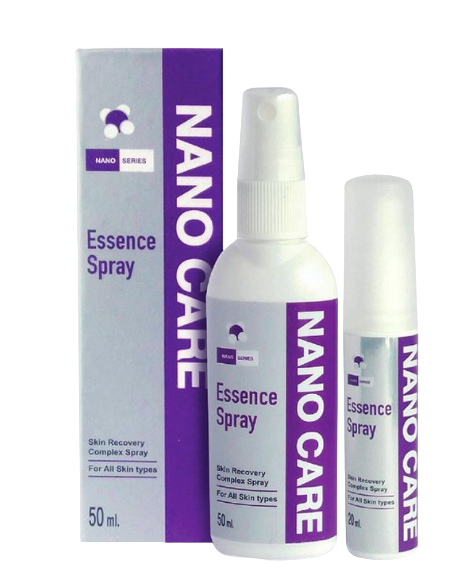 NANO SERIES
NANO CARE
Essence
Spray
Skin Recovery
Complex Spray
For All Skin types
50 ml.
NANO SERIES
NANO CARE
Essence
Spray
Skin Recovery
Complex Spray
For All Skin types
50 ml.
NANO SERIES
NANO CARE
Essence
Spray
Skin Recovery
Complex Spray
For All Skin types
20 ml.